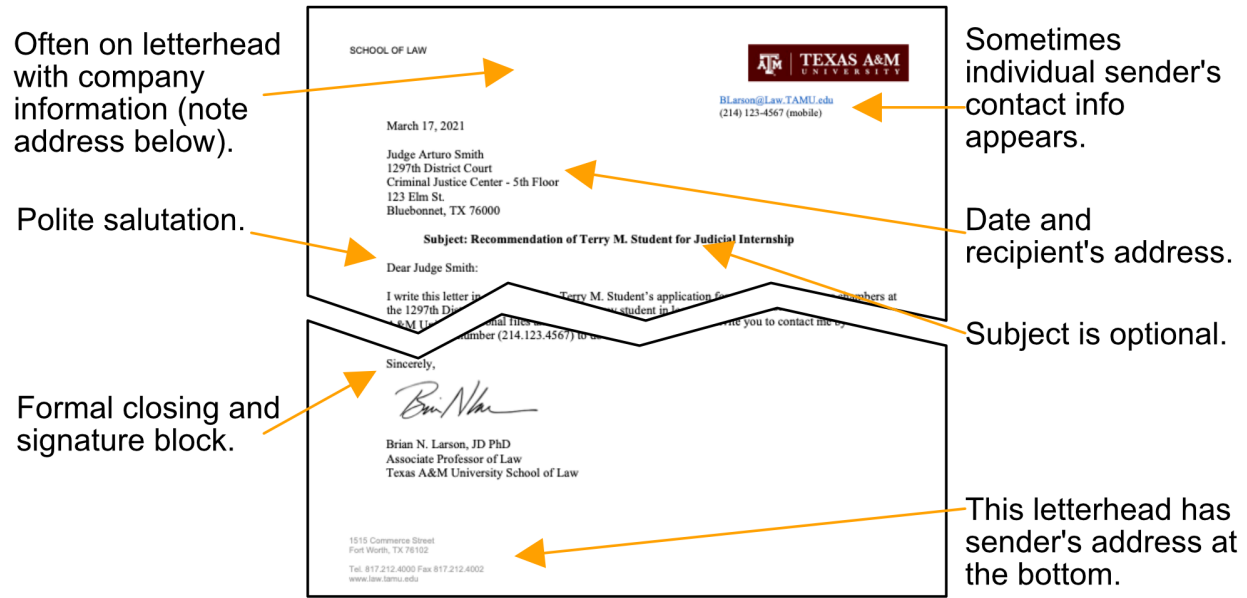 Often on letterhead
with company
information (note
address below).
Polite salutation.
Formal closing and
signature block.
SCHOOL OF LAW
ĀM | TEXAS A&M
UNIVERSITY
BLarson@Law.TAMU.edu
(214) 123-4567 (mobile)
March 17, 2021
Judge Arturo Smith
1297th District Court
Criminal Justice Center - 5th Floor
123 Elm St.
Bluebonnet, TX 76000
Subject: Recommendation of Terry M. Student for Judicial Internship
Dear Judge Smith:
I write this letter in Terry M. Student's application chambers at
the 1297th student in
A&M files you to contact me
(214.123.4567) to
Sincerely,
Brian N. Larson, JD PhD
Associate Professor of Law
Texas A&M University School of Law
1515 Commerce Street
Fort Worth, TX 76102
Tel. 817.212.4000 Fax 817.212.4002
www.law.tamu.edu
Sometimes
individual sender's
contact info
appears.
Date and
recipient's address.
Subject is optional.
This letterhead has
sender's address at
the bottom.